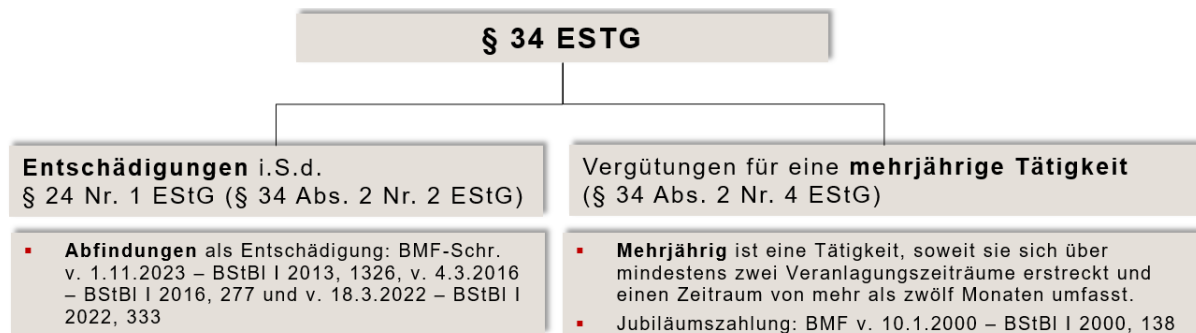 § 34 ESTG
Entschädigungen i.S.d.
§ 24 Nr. 1 EStG (§ 34 Abs. 2 Nr. 2 EStG)
▪ Abfindungen als Entschädigung: BMF-Schr.
v. 1.11.2023 – BStBl I 2013, 1326, v. 4.3.2016
– BStBl I 2016, 277 und v. 18.3.2022 – BStBl I
2022, 333
Vergütungen für eine mehrjährige Tätigkeit
(§ 34 Abs. 2 Nr. 4 EStG)
▪ Mehrjährig ist eine Tätigkeit, soweit sie sich über
mindestens zwei Veranlagungszeiträume erstreckt und
einen Zeitraum von mehr als zwölf Monaten umfasst.
▪ Jubiläumszahlung: BMF v. 10.1.2000 – BStBl I 2000, 138